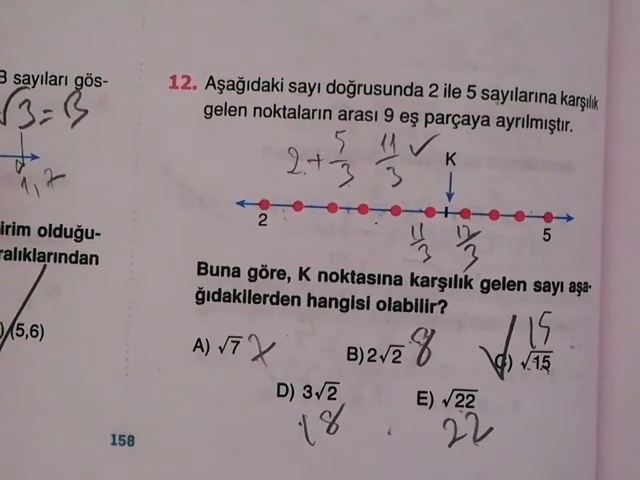 3 sayıları gös-
√3 = B
1,7
irim olduğu-
ralıklarından
) (5,6)
12. Aşağıdaki sayı doğrusunda 2 ile 5 sayılarına karşılık
gelen noktaların arası 9 eş parçaya ayrılmıştır.
2 + 5/3 11/3 ✓
K
2 5
11/3 12/3
Buna göre, K noktasına karşılık gelen sayı aşa-
ğıdakilerden hangisi olabilir?
15
A) √7 7 B) 2√2 8 C) √15
D) 3√2 E) √22
18 22
158